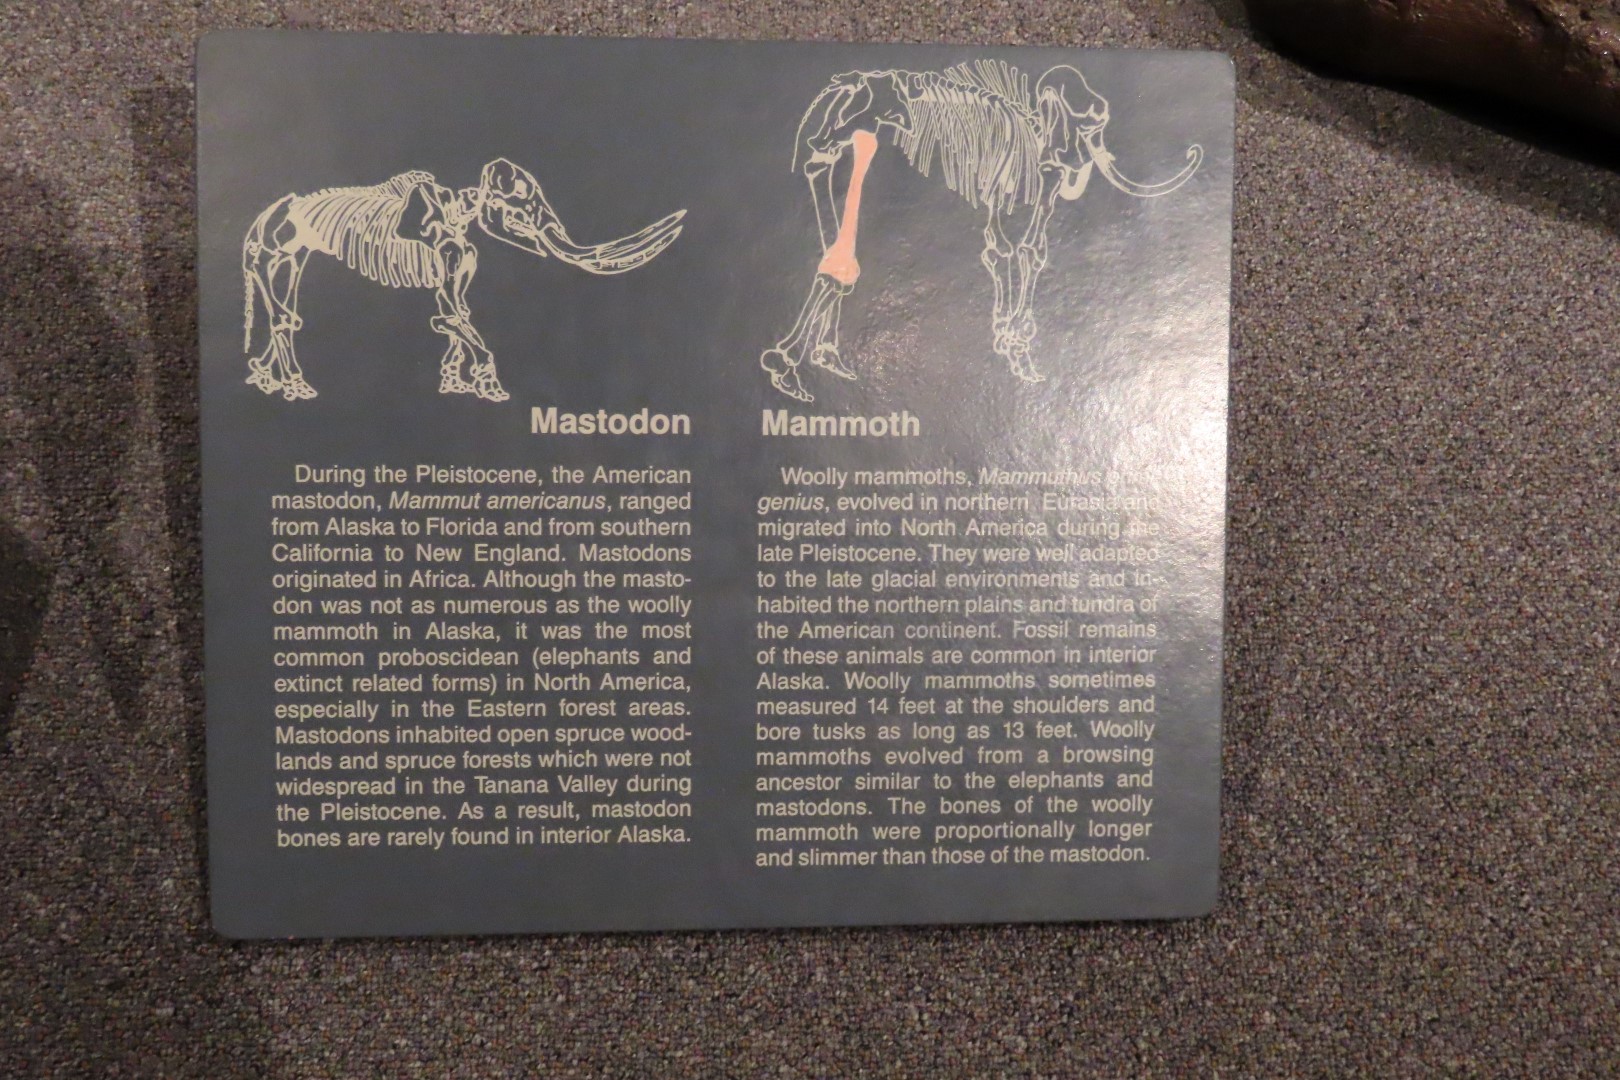 Mastodon
During the Pleistocene, the American
mastodon, Mammut americanus, ranged
from Alaska to Florida and from southern
California to New England. Mastodons
originated in Africa. Although the masto-
don was not as numerous as the woolly
mammoth in Alaska, it was the most
common proboscidean (elephants and
extinct related forms) in North America,
especially in the Eastern forest areas.
Mastodons inhabited open spruce wood-
lands and spruce forests which were not
widespread in the Tanana Valley during
the Pleistocene. As a result, mastodon
bones are rarely found in interior Alaska.
Mammoth
Woolly mammoths, Mammuthus
genius, evolved in northern Eurasia and
migrated into North America during the
late Pleistocene. They were well adapted
to the late glacial environments and in-
habited the northern plains and tundra of
the American continent. Fossil remains
of these animals are common in interior
Alaska. Woolly mammoths sometimes
measured 14 feet at the shoulders and
bore tusks as long as 13 feet. Woolly
mammoths evolved from a browsing
ancestor similar to the elephants and
mastodons. The bones of the woolly
mammoth were proportionally longer
and slimmer than those of the mastodon.